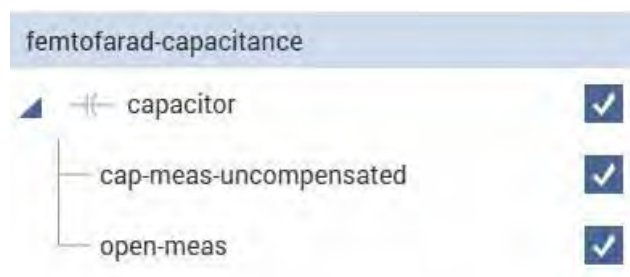 femtofarad-capacitance
capacitor
cap-meas-uncompensated
open-meas